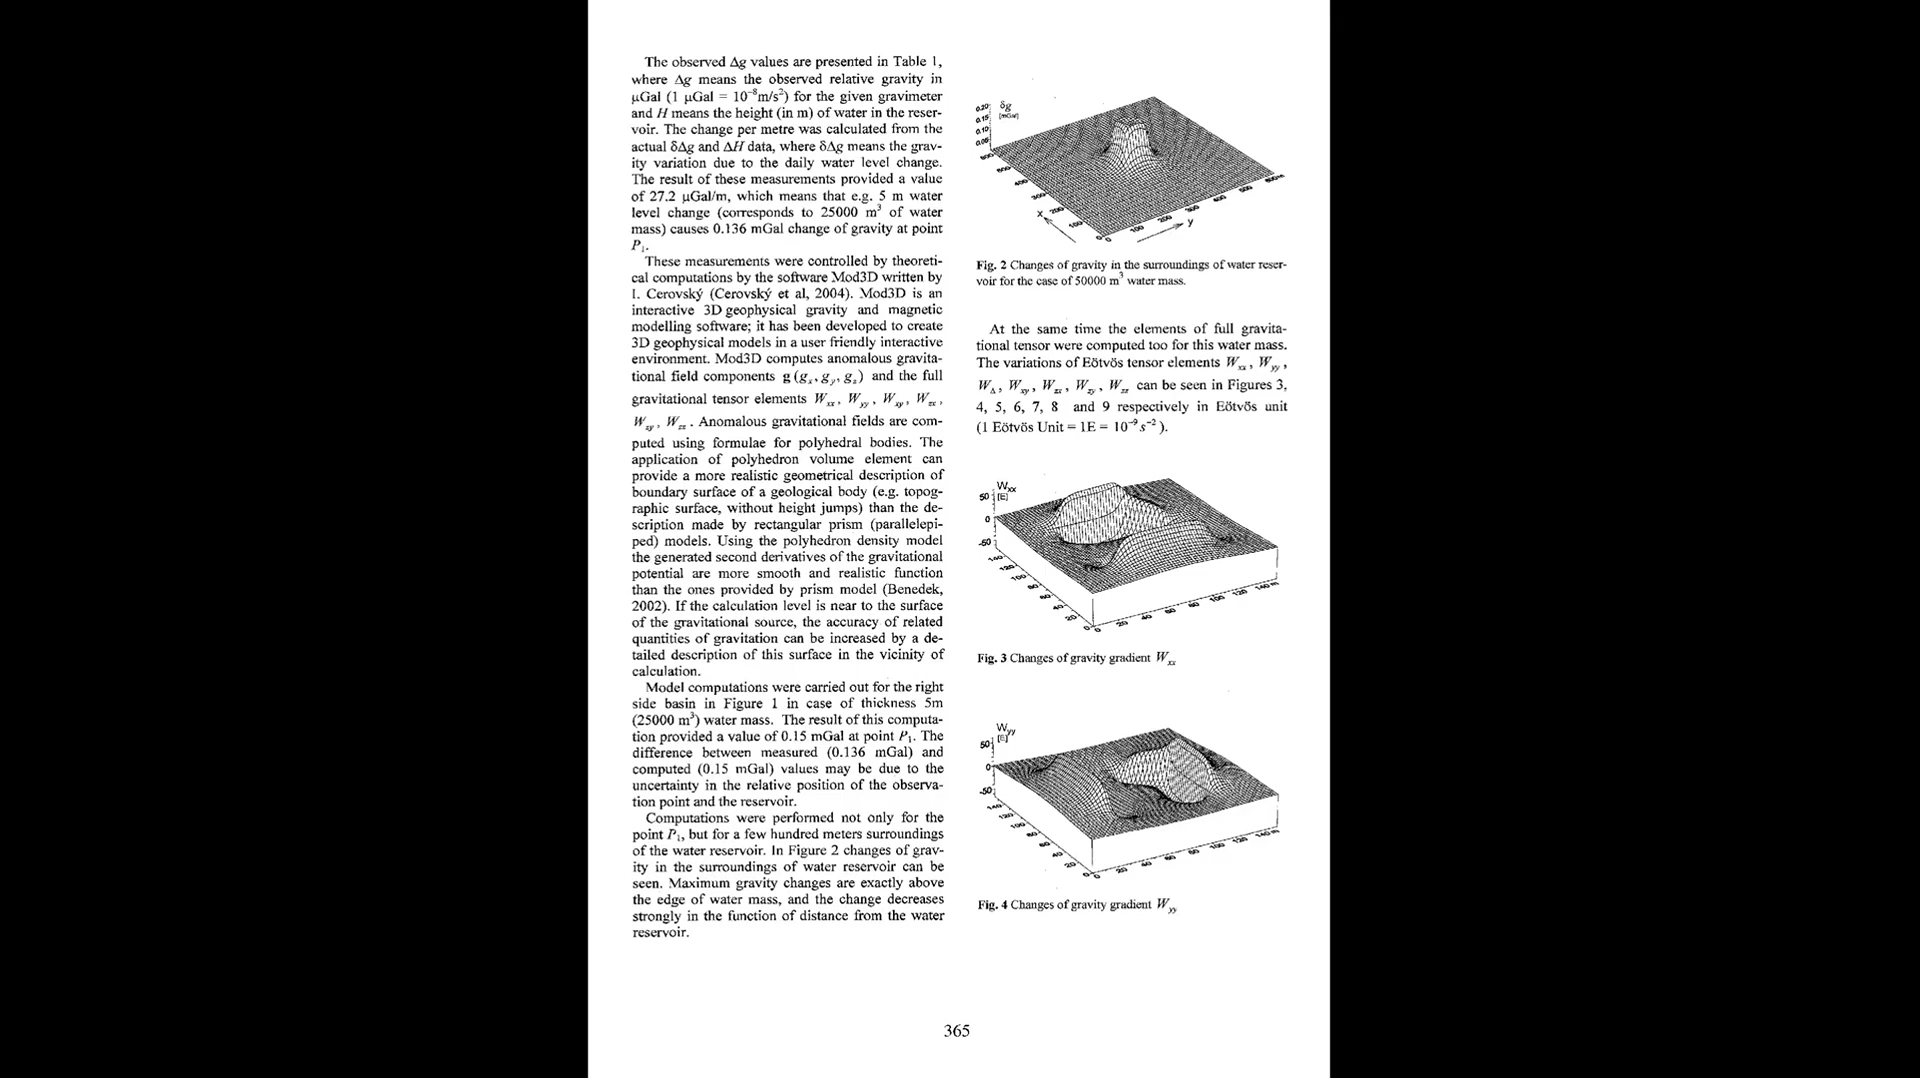 The observed Δg values are presented in Table 1,
where Δg means the observed relative gravity in
μGal (1 μGal = 10⁻⁸m/s²) for the given gravimeter
and H means the height (in m) of water in the reser-
voir. The change per metre was calculated from the
actual δΔg and ΔH data, where δΔg means the grav-
ity variation due to the daily water level change.
The result of these measurements provided a value
of 27.2 μGal/m, which means that e.g. 5 m water
level change (corresponds to 25000 m³ of water
mass) causes 0.136 mGal change of gravity at point
P₁.
These measurements were controlled by theoreti-
cal computations by the software Mod3D written by
I. Cerovský (Cerovský et al, 2004). Mod3D is an
interactive 3D geophysical gravity and magnetic
modelling software; it has been developed to create
3D geophysical models in a user friendly interactive
environment. Mod3D computes anomalous gravita-
tional field components g (gₓ, g_y, g_z) and the full
gravitational tensor elements W_xx, W_yy, W_xy, W_zx,
W_zy, W_zz. Anomalous gravitational fields are com-
puted using formulae for polyhedral bodies. The
application of polyhedron volume element can
provide a more realistic geometrical description of
boundary surface of a geological body (e.g. topog-
raphic surface, without height jumps) than the de-
scription made by rectangular prism (parallelepi-
ped) models. Using the polyhedron density model
the generated second derivatives of the gravitational
potential are more smooth and realistic function
than the ones provided by prism model (Benedek,
2002). If the calculation level is near to the surface
of the gravitational source, the accuracy of related
quantities of gravitation can be increased by a de-
tailed description of this surface in the vicinity of
calculation.
Model computations were carried out for the right
side basin in Figure 1 in case of thickness 5m
(25000 m³) water mass. The result of this computa-
tion provided a value of 0.15 mGal at point P₁. The
difference between measured (0.136 mGal) and
computed (0.15 mGal) values may be due to the
uncertainty in the relative position of the observa-
tion point and the reservoir.
Computations were performed not only for the
point P₁, but for a few hundred meters surroundings
of the water reservoir. In Figure 2 changes of grav-
ity in the surroundings of water reservoir can be
seen. Maximum gravity changes are exactly above
the edge of water mass, and the change decreases
strongly in the function of distance from the water
reservoir.
δg
[mGal]
0.20
0.15
0.10
0.05
x
y
Fig. 2 Changes of gravity in the surroundings of water reser-
voir for the case of 50000 m³ water mass.
At the same time the elements of full gravita-
tional tensor were computed too for this water mass.
The variations of Eötvös tensor elements W_xx, W_yy,
W_Δ, W_xy, W_zx, W_zy, W_zz can be seen in Figures 3,
4, 5, 6, 7, 8 and 9 respectively in Eötvös unit
(1 Eötvös Unit = 1E = 10⁻⁹ s⁻²).
Wxx
[E]
50
0
-50
Fig. 3 Changes of gravity gradient W_xx
Wyy
[E]
50
0
-50
Fig. 4 Changes of gravity gradient W_yy
365